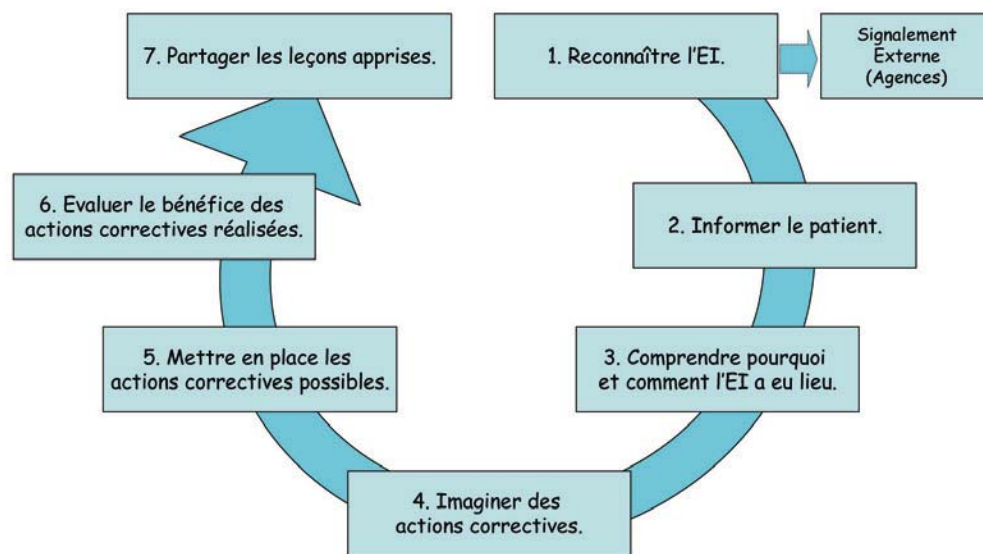 7. Partager les leçons apprises.
1. Reconnaître l'EI.
Signalement
Externe
(Agences)
6. Evaluer le bénéfice des
actions correctives réalisées.
2. Informer le patient.
5. Mettre en place les
actions correctives possibles.
3. Comprendre pourquoi
et comment l'EI a eu lieu.
4. Imaginer des
actions correctives.